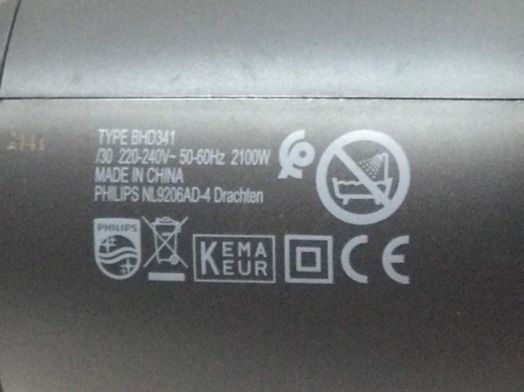 2141
TYPE BHD341
/30 220-240V~ 50-60Hz 2100W
MADE IN CHINA
PHILIPS NL9206AD-4 Drachten
PHILIPS
KEMA
KEUR
CE